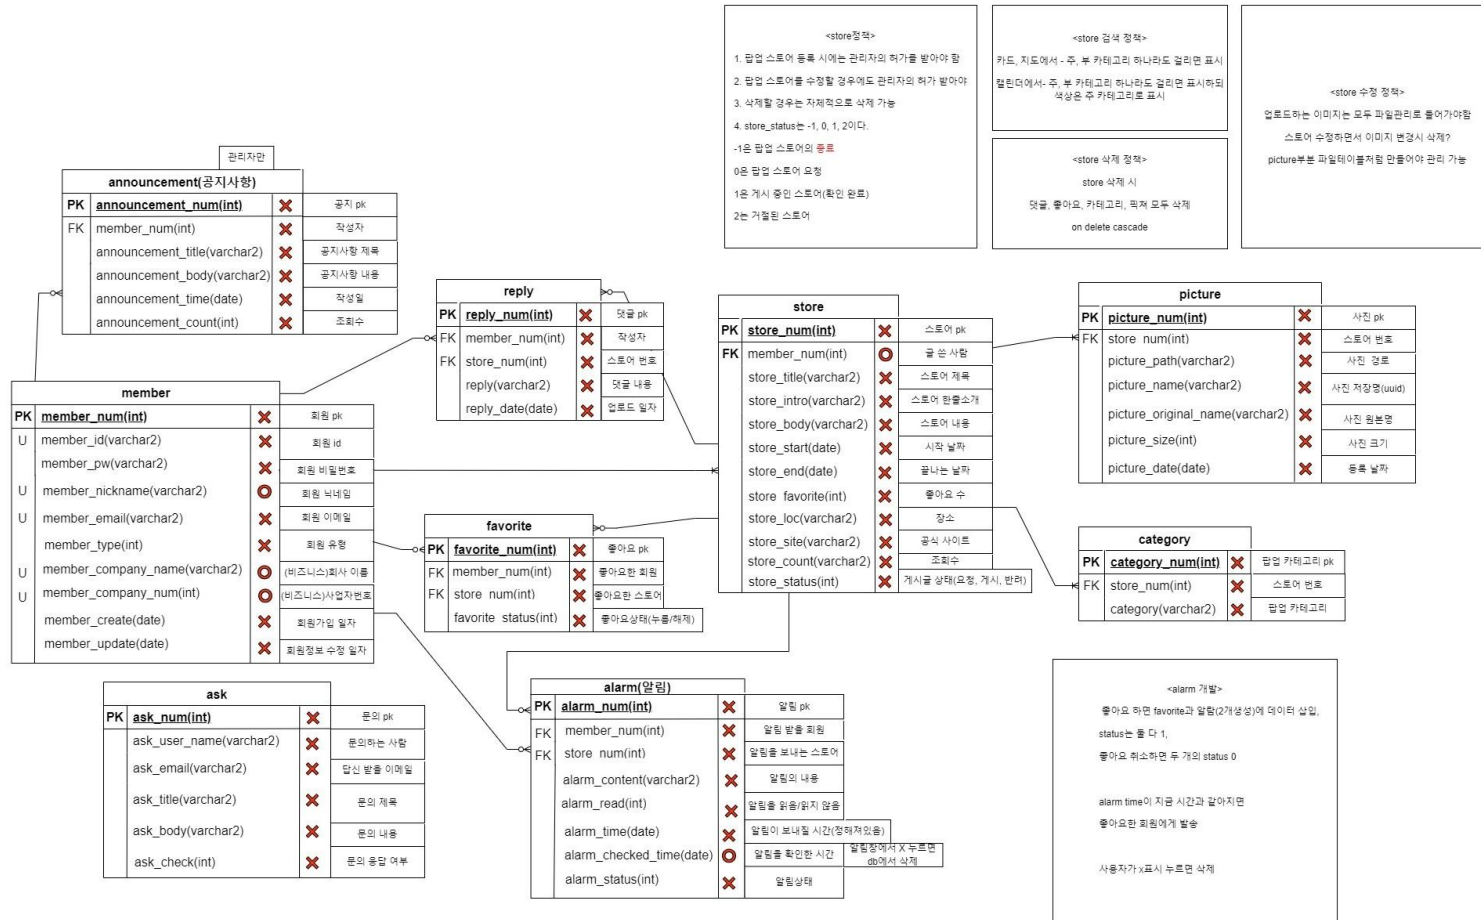 <store정책>
1. 팝업 스토어 등록 시에는 관리자의 허가를 받아야 함
2. 팝업 스토어를 수정할 경우에도 관리자의 허가 받아야
3. 삭제할 경우는 자체적으로 삭제 가능
4. store_status는 -1, 0, 1, 2이다.
-1은 팝업 스토어의 종료
0은 팝업 스토어 요청
1은 게시 중인 스토어(확인 완료)
2는 거절된 스토어
<store 검색 정책>
카드, 지도에서 - 주, 부 카테고리 하나라도 걸리면 표시
캘린더에서- 주, 부 카테고리 하나라도 걸리면 표시하되
색상은 주 카테고리로 표시
<store 삭제 정책>
store 삭제 시
댓글, 좋아요, 카테고리, 픽쳐 모두 삭제
on delete cascade
<store 수정 정책>
업로드하는 이미지는 모두 파일관리로 들어가야함
스토어 수정하면서 이미지 변경시 삭제?
picture부분 파일테이블처럼 만들어야 관리 가능
관리자만
announcement(공지사항)
PK announcement_num(int) 공지 pk
FK member_num(int) 작성자
announcement_title(varchar2) 공지사항 제목
announcement_body(varchar2) 공지사항 내용
announcement_time(date) 작성일
announcement_count(int) 조회수
reply
PK reply_num(int) 댓글 pk
FK member_num(int) 작성자
FK store_num(int) 스토어 번호
reply(varchar2) 댓글 내용
reply_date(date) 업로드 일자
store
PK store_num(int) 스토어 pk
FK member_num(int) 글 쓴 사람
store_title(varchar2) 스토어 제목
store_intro(varchar2) 스토어 한줄소개
store_body(varchar2) 스토어 내용
store_start(date) 시작 날짜
store_end(date) 끝나는 날짜
store_favorite(int) 좋아요 수
store_loc(varchar2) 장소
store_site(varchar2) 공식 사이트
store_count(varchar2) 조회수
store_status(int) 게시글 상태(요청, 게시, 반려)
picture
PK picture_num(int) 사진 pk
FK store_num(int) 스토어 번호
picture_path(varchar2) 사진 경로
picture_name(varchar2) 사진 저장명(uuid)
picture_original_name(varchar2) 사진 원본명
picture_size(int) 사진 크기
picture_date(date) 등록 날짜
member
PK member_num(int) 회원 pk
U member_id(varchar2) 회원 id
member_pw(varchar2) 회원 비밀번호
U member_nickname(varchar2) 회원 닉네임
U member_email(varchar2) 회원 이메일
member_type(int) 회원 유형
U member_company_name(varchar2) (비즈니스)회사 이름
U member_company_num(int) (비즈니스)사업자번호
member_create(date) 회원가입 일자
member_update(date) 회원정보 수정 일자
favorite
PK favorite_num(int) 좋아요 pk
FK member_num(int) 좋아요한 회원
FK store_num(int) 좋아요한 스토어
favorite_status(int) 좋아요상태(누름/해제)
category
PK category_num(int) 팝업 카테고리 pk
FK store_num(int) 스토어 번호
category(varchar2) 팝업 카테고리
ask
PK ask_num(int) 문의 pk
ask_user_name(varchar2) 문의하는 사람
ask_email(varchar2) 답신 받을 이메일
ask_title(varchar2) 문의 제목
ask_body(varchar2) 문의 내용
ask_check(int) 문의 응답 여부
alarm(알림)
PK alarm_num(int) 알림 pk
FK member_num(int) 알림 받을 회원
FK store_num(int) 알림을 보내는 스토어
alarm_content(varchar2) 알림의 내용
alarm_read(int) 알림을 읽음/읽지 않음
alarm_time(date) 알림이 보내질 시간(정해져있음)
alarm_checked_time(date) 알림을 확인한 시간 알림창에서 X 누르면
db에서 삭제
alarm_status(int) 알림상태
<alarm 개발>
좋아요 하면 favorite과 알람(2개생성)에 데이터 삽입,
status는 둘 다 1,
좋아요 취소하면 두 개의 status 0
alarm time이 지금 시간과 같아지면
좋아요한 회원에게 발송
사용자가 x표시 누르면 삭제